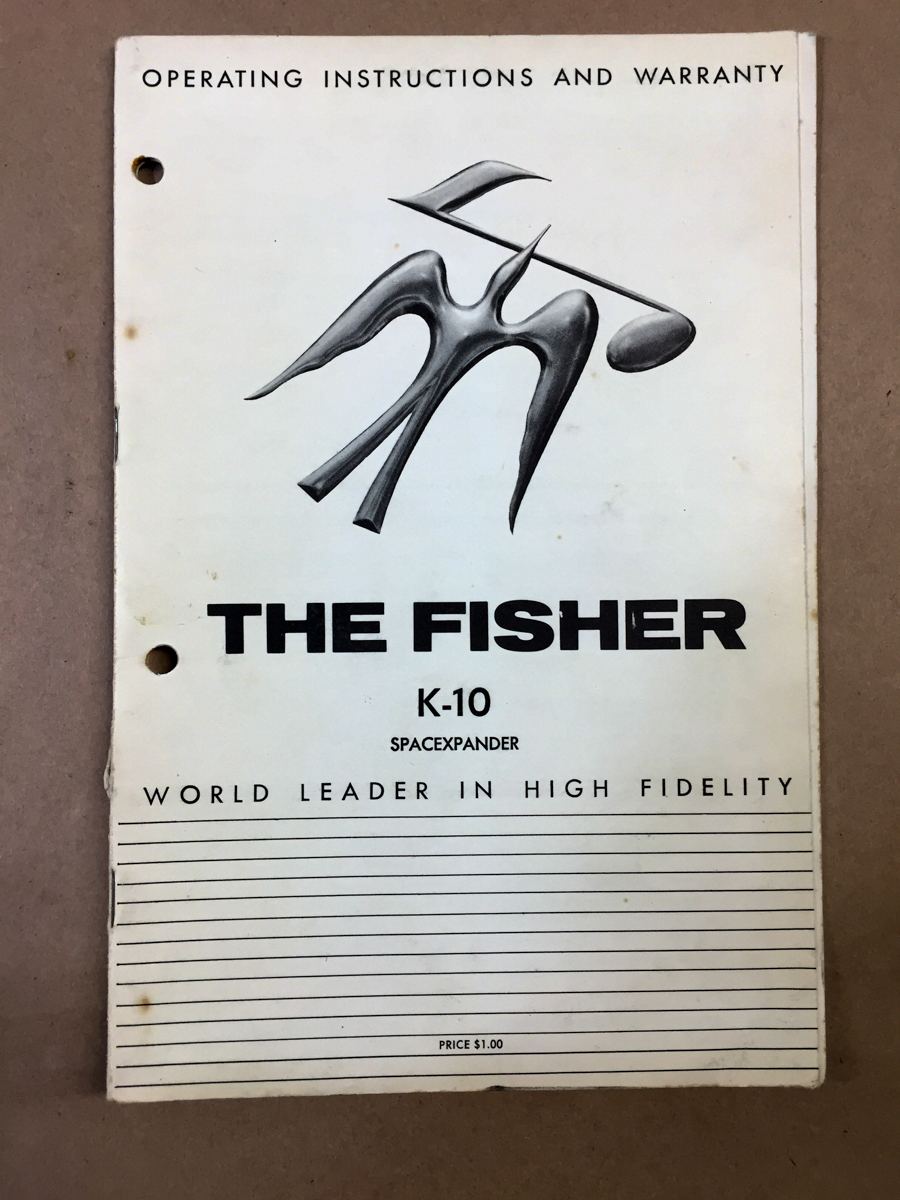 OPERATING INSTRUCTIONS AND WARRANTY
THE FISHER
K-10
SPACEXPANDER
WORLD LEADER IN HIGH FIDELITY
PRICE $1.00